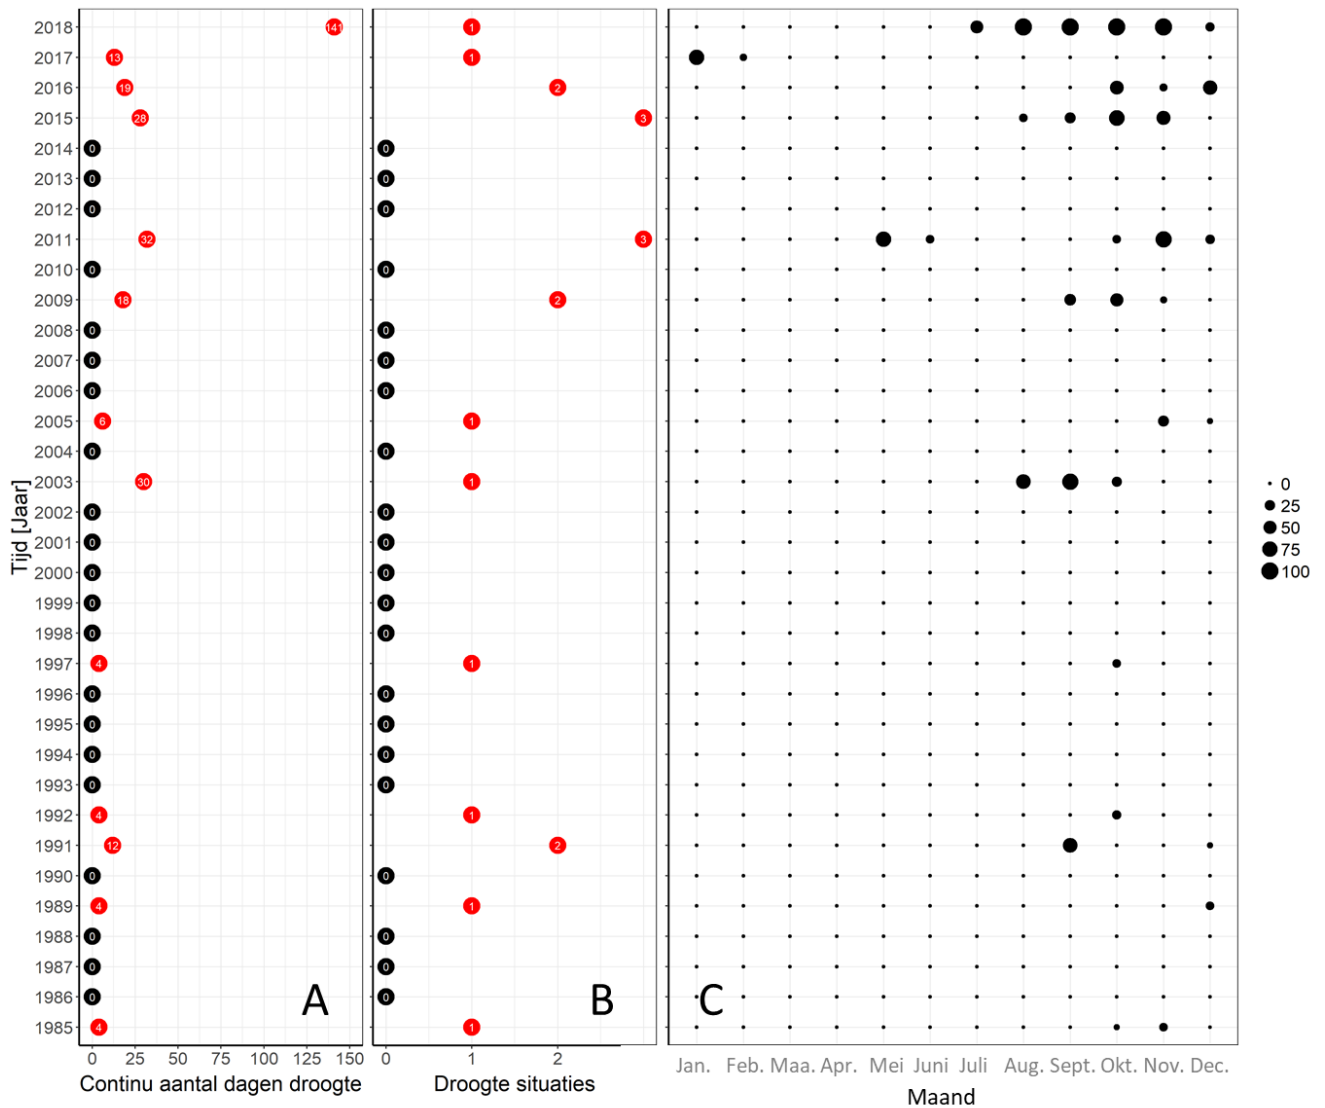 Tijd [Jaar]
2018 141 1
2017 13 1
2016 19 2
2015 28 3
2014 0 0
2013 0 0
2012 0 0
2011 32 3
2010 0 0
2009 18 2
2008 0 0
2007 0 0
2006 0 0
2005 6 1
2004 0 0
2003 30 1
2002 0 0
2001 0 0
2000 0 0
1999 0 0
1998 0 0
1997 4 1
1996 0 0
1995 0 0
1994 0 0
1993 0 0
1992 4 1
1991 12 2
1990 0 0
1989 4 1
1988 0 0
1987 0 0
1986 0 0
1985 4 1
A B C
0 25 50 75 100 125 150
Continu aantal dagen droogte
0 1 2
Droogte situaties
Jan. Feb. Maa. Apr. Mei Juni Juli Aug. Sept. Okt. Nov. Dec.
Maand
0
25
50
75
100